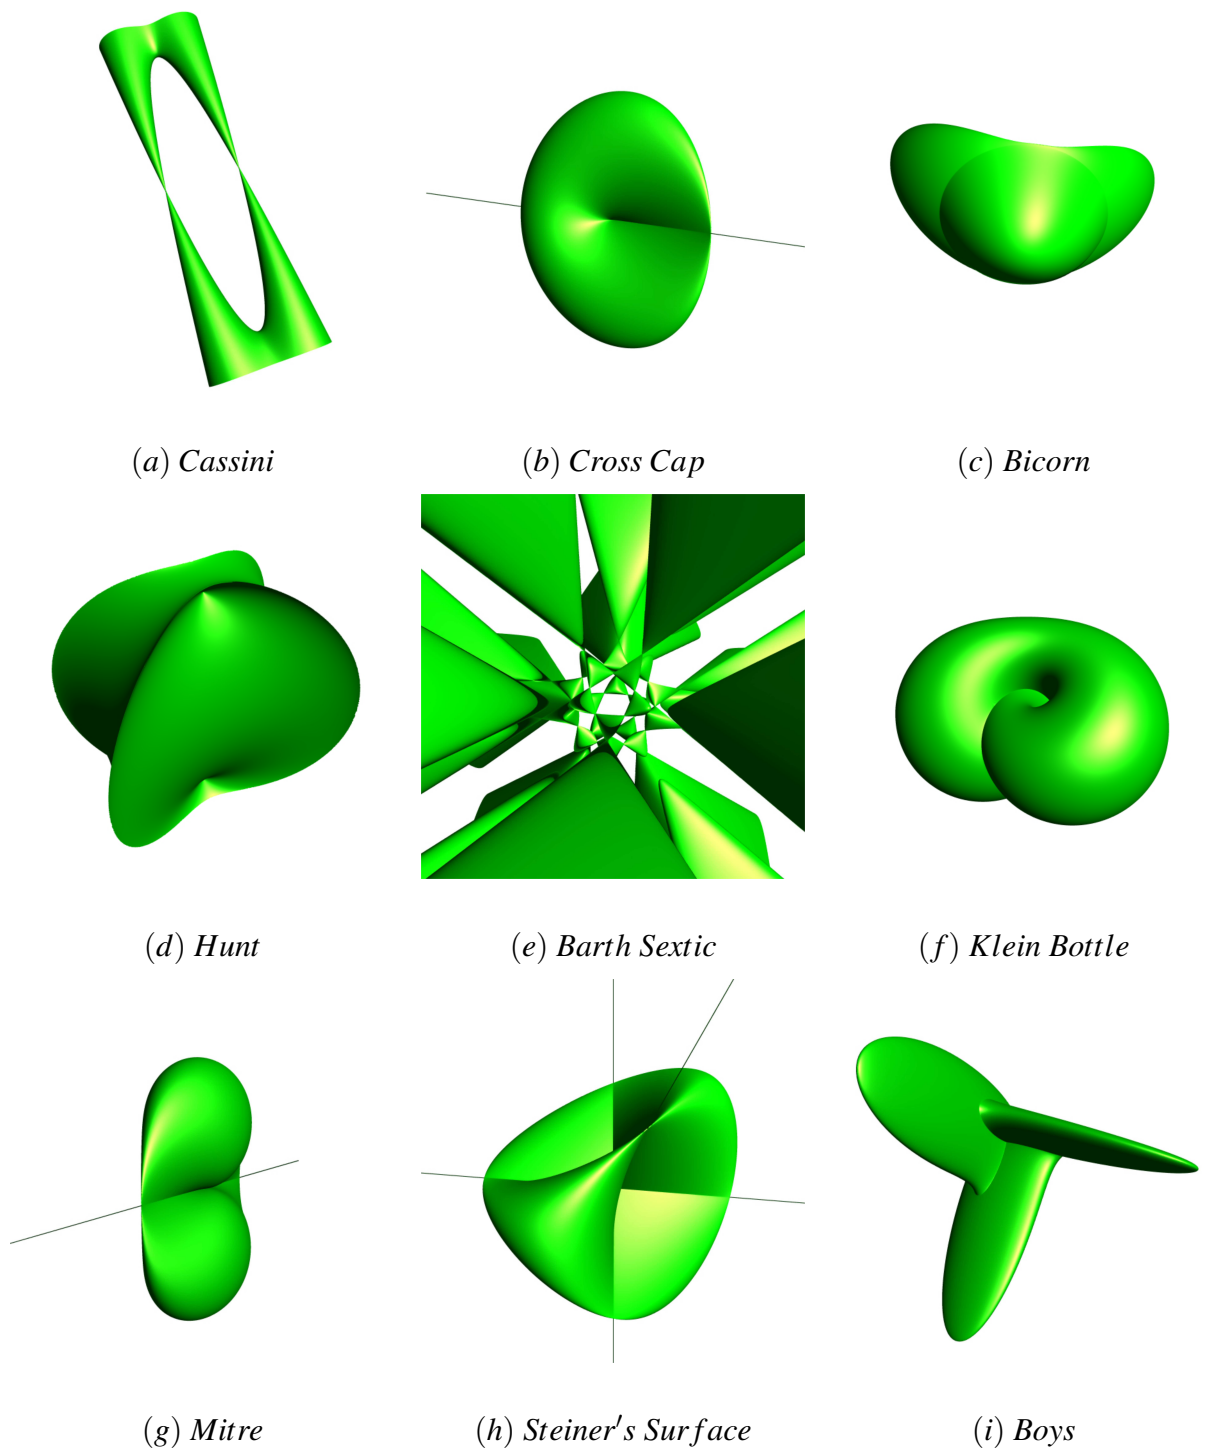 (a) Cassini
(b) Cross Cap
(c) Bicorn
(d) Hunt
(e) Barth Sextic
(f) Klein Bottle
(g) Mitre
(h) Steiner′s Surface
(i) Boys